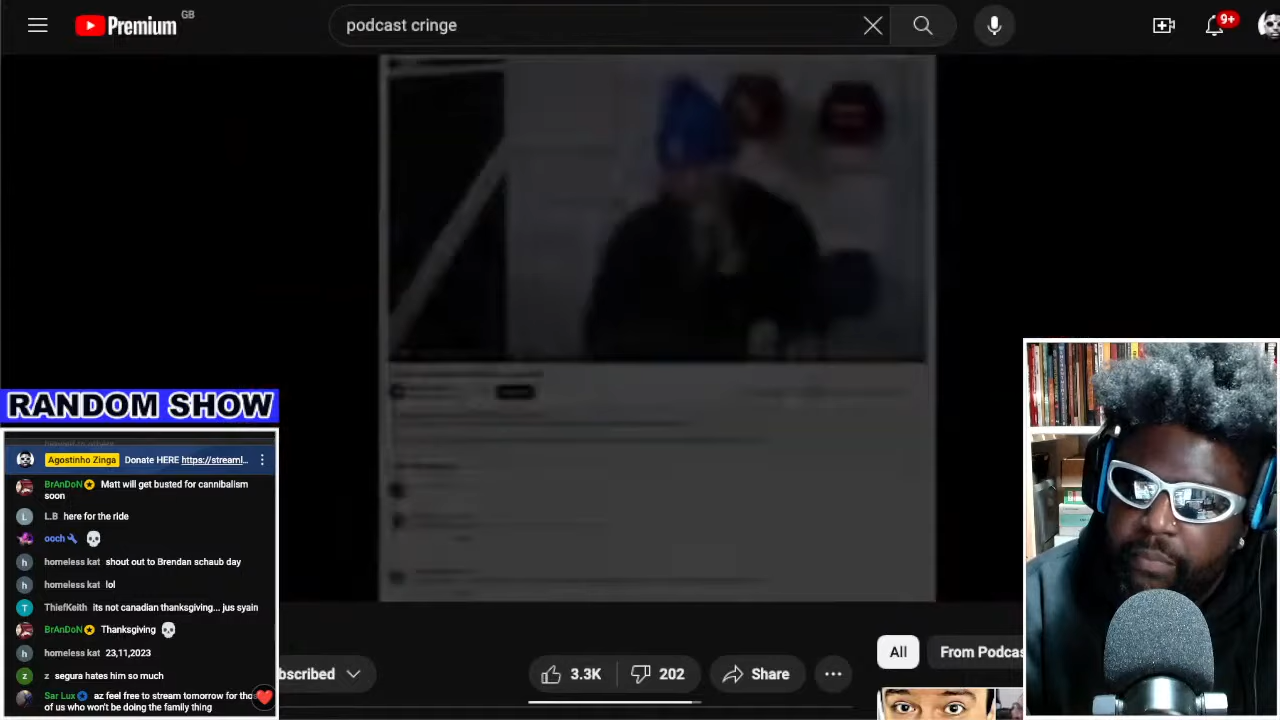 Premium GB
podcast cringe
9+
RANDOM SHOW
Agostinho Zinga Donate HERE https://streaml...
BrAnDoN Matt will get busted for cannibalism
soon
L.B here for the ride
ooch
homeless kat shout out to Brendan schaub day
homeless kat lol
ThiefKeith its not canadian thanksgiving... jus syain
BrAnDoN Thanksgiving
homeless kat 23,11,2023
z segura hates him so much
Sar Lux az feel free to stream tomorrow for tho
of us who won't be doing the family thing
bscribed
3.3K
202
Share
All
From Podcas